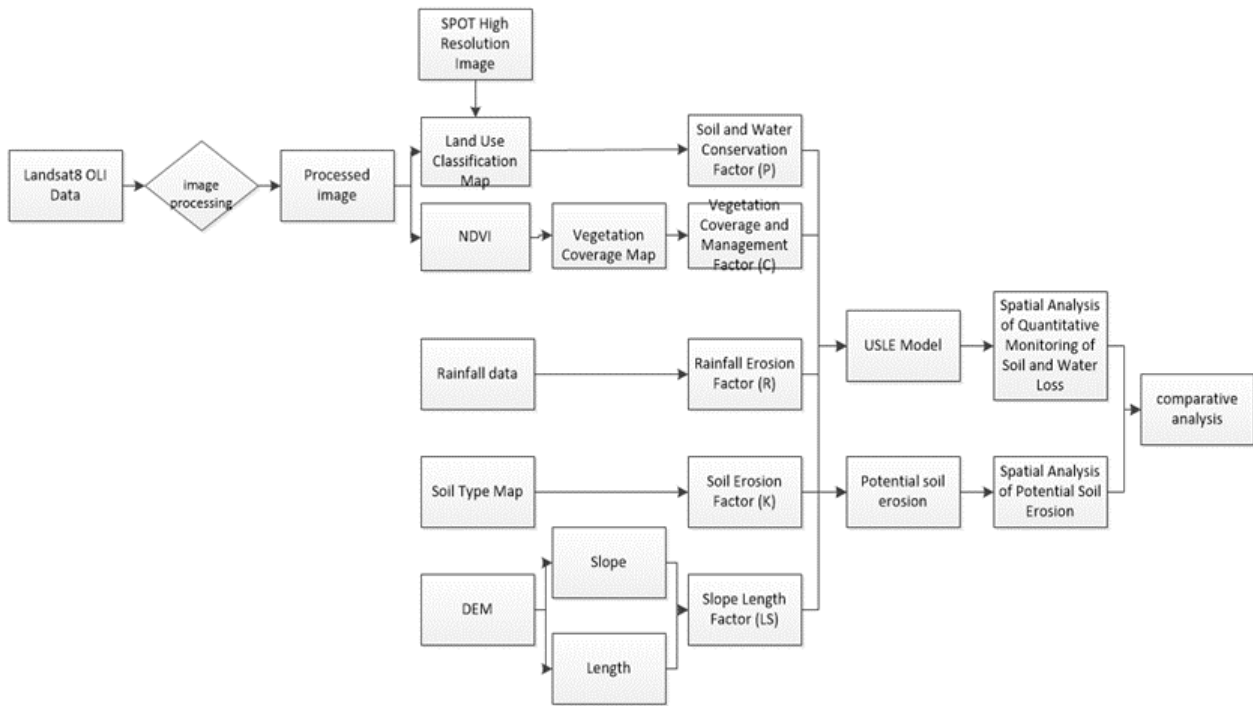 SPOT High
Resolution
Image
Landsat8 OLI
Data
image
processing
Processed
image
Land Use
Classification
Map
Soil and Water
Conservation
Factor (P)
NDVI
Vegetation
Coverage Map
Vegetation
Coverage and
Management
Factor (C)
Rainfall data
Rainfall Erosion
Factor (R)
USLE Model
Spatial Analysis
of Quantitative
Monitoring of
Soil and Water
Loss
comparative
analysis
Soil Type Map
Soil Erosion
Factor (K)
Potential soil
erosion
Spatial Analysis
of Potential Soil
Erosion
DEM
Slope
Length
Slope Length
Factor (LS)